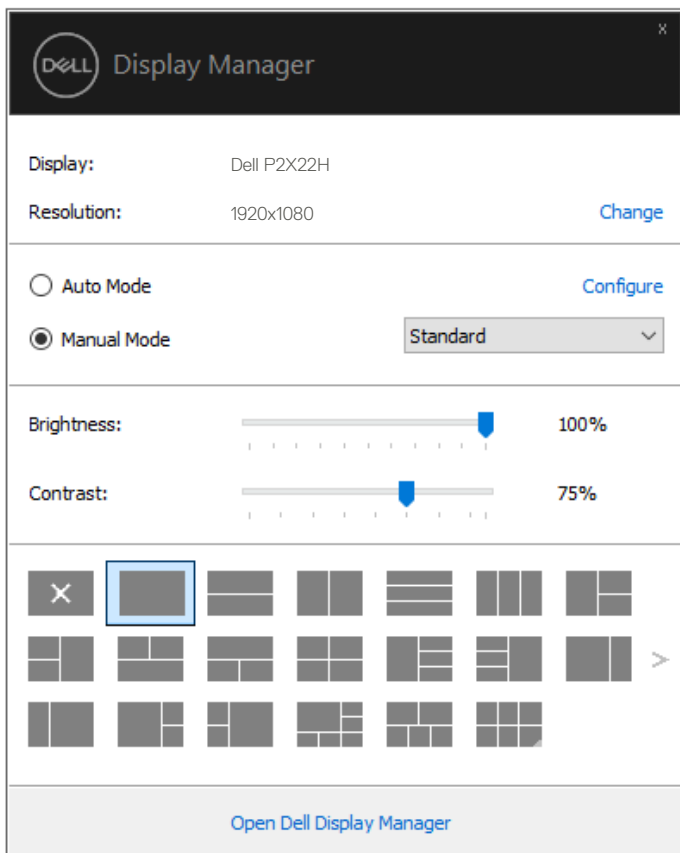 x
DELL Display Manager
Display: Dell P2X22H
Resolution: 1920x1080 Change
Auto Mode Configure
Manual Mode Standard
Brightness: 100%
Contrast: 75%
Open Dell Display Manager